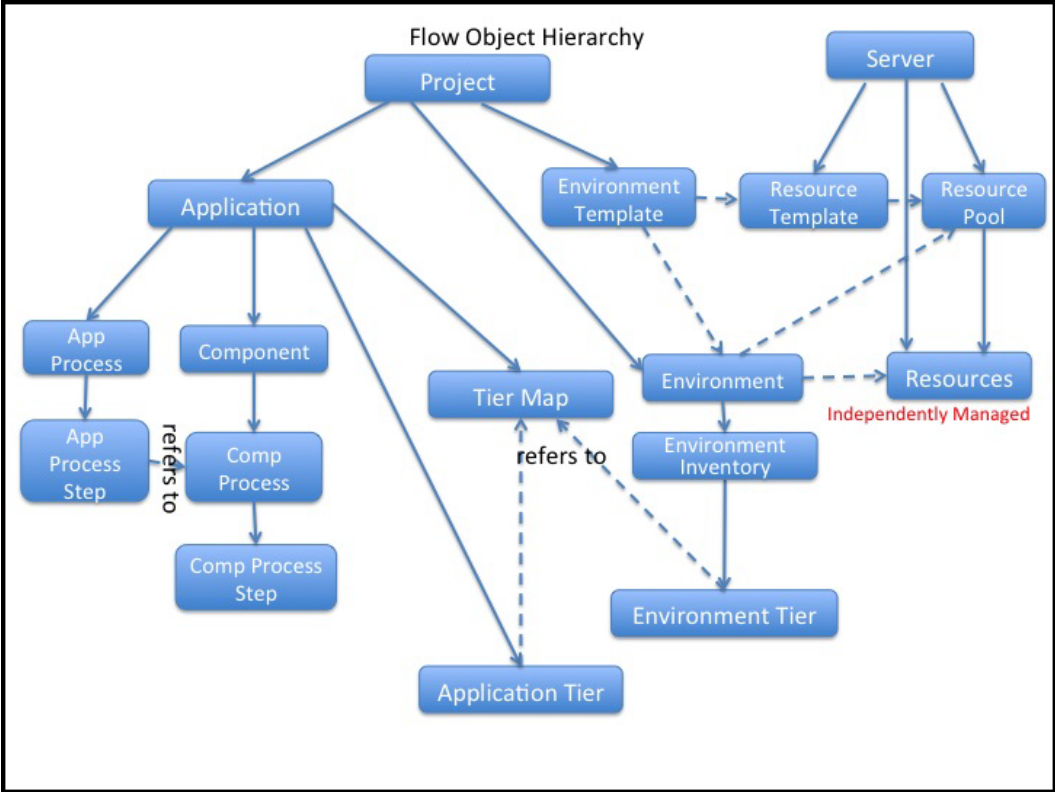 Flow Object Hierarchy
Project
Server
Environment
Template
Resource
Template
Resource
Pool
Application
App
Process
Component
Tier Map
Environment
Resources
Independently Managed
App
Process
Step
refers to
Comp
Process
refers to
Environment
Inventory
Comp Process
Step
Environment Tier
Application Tier